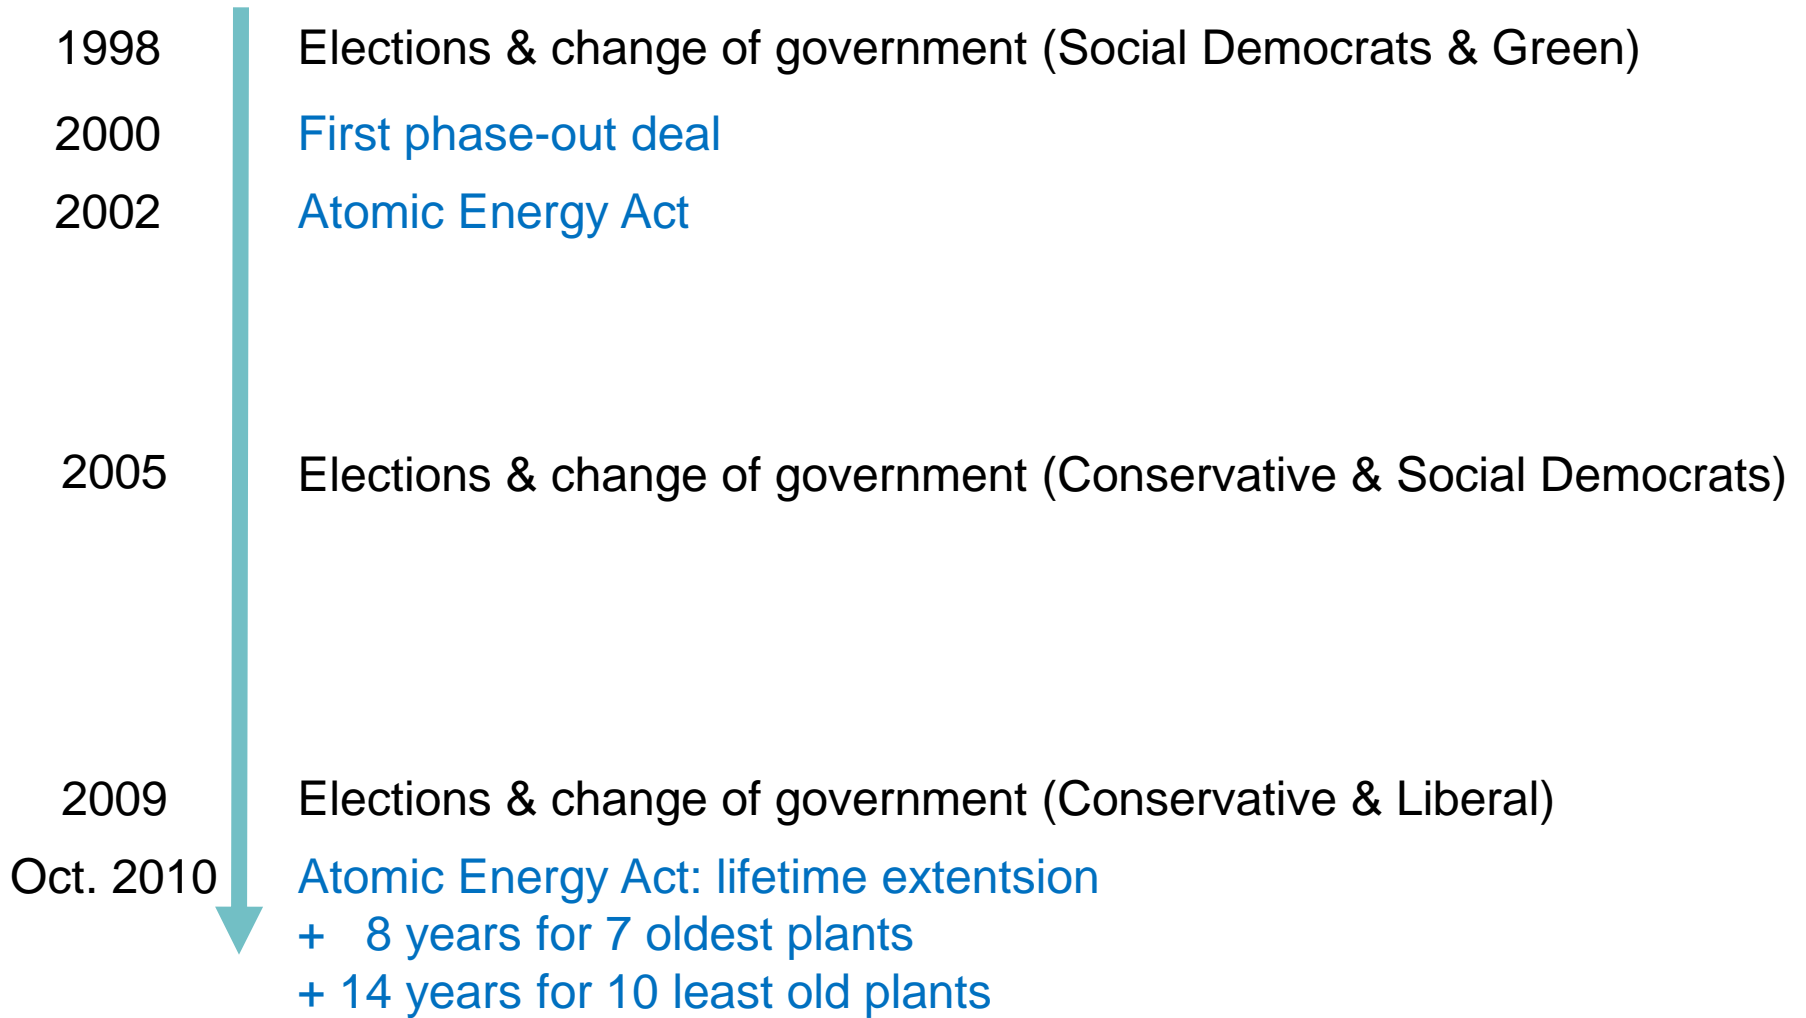 1998 Elections & change of government (Social Democrats & Green)
2000 First phase-out deal
2002 Atomic Energy Act
2005 Elections & change of government (Conservative & Social Democrats)
2009 Elections & change of government (Conservative & Liberal)
Oct. 2010 Atomic Energy Act: lifetime extentsion
+ 8 years for 7 oldest plants
+ 14 years for 10 least old plants